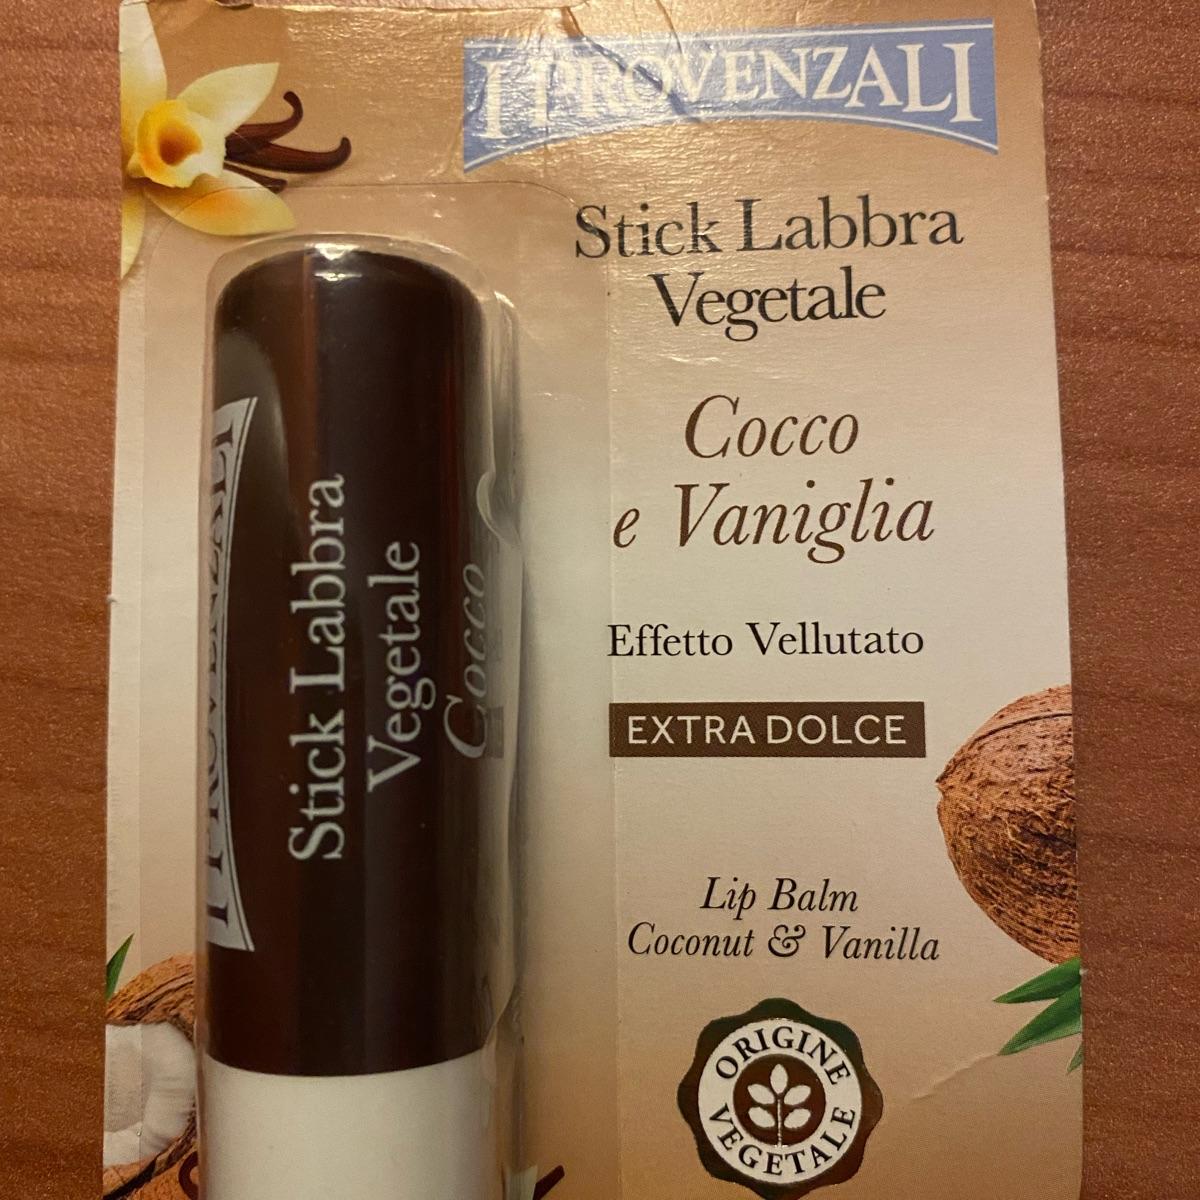 I PROVENZALI
Stick Labbra
Vegetale
Cocco
e Vaniglia
Effetto Vellutato
EXTRA DOLCE
Lip Balm
Coconut & Vanilla
ORIGINE
VEGETALE
I PROVENZALI
Stick Labbra
Vegetale
Cocco